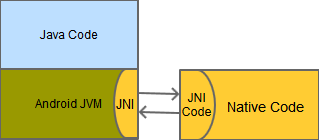 Java Code
Android JVM
JNI
JNI
Code
Native Code